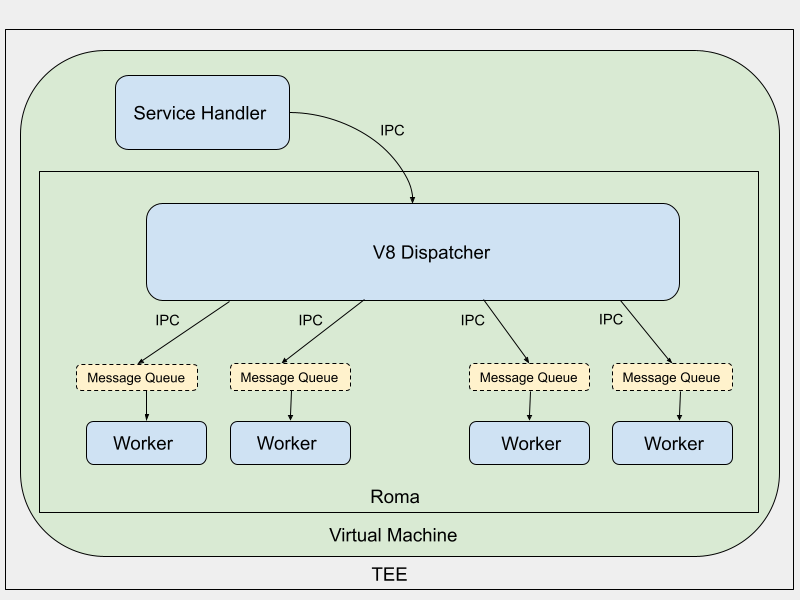 Service Handler
IPC
V8 Dispatcher
IPC
IPC
IPC
IPC
Message Queue
Message Queue
Message Queue
Message Queue
Worker
Worker
Worker
Worker
Roma
Virtual Machine
TEE